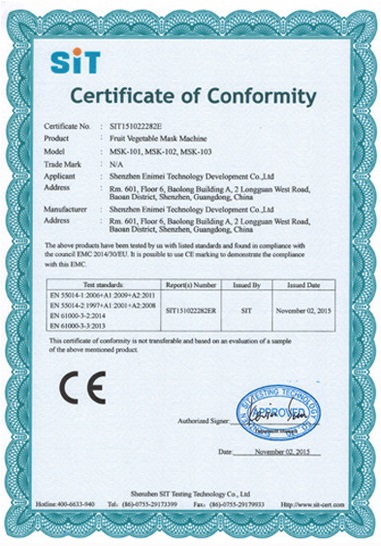 SiT
Certificate of Conformity
Certificate No. : SIT151022282E
Product : Fruit Vegetable Mask Machine
Model : MSK-101, MSK-102, MSK-103
Trade Mark : N/A
Applicant : Shenzhen Enimei Technology Development Co.,Ltd
Address : Rm. 601, Floor 6, Baolong Building A, 2 Longguan West Road,
Baoan District, Shenzhen, Guangdong, China
Manufacturer : Shenzhen Enimei Technology Development Co.,Ltd
Address : Rm. 601, Floor 6, Baolong Building A, 2 Longguan West Road,
Baoan District, Shenzhen, Guangdong, China
The above products have been tested by us with listed standards and found in compliance with
the council EMC 2014/30/EU. It is possible to use CE marking to demonstrate the compliance
with this EMC.
Test standards Report(s) Number Issued By Issued Date
EN 55014-1:2006+A1:2009+A2:2011
EN 55014-2:1997+A1:2001+A2:2008
EN 61000-3-2:2014
EN 61000-3-3:2013
SIT151022282ER SIT November 02, 2015
This certificate of conformity is not transferable and based on an evaluation of a sample
of the above mentioned product.
CE
APPROVED
Authorized Signer:
Date: November 02, 2015
Shenzhen SIT Testing Technology Co., Ltd
Hotline:400-6633-940 Tel: (86)-0755-29173399 Fax: (86)-0755-29179933 Http://www.sit-cert.com